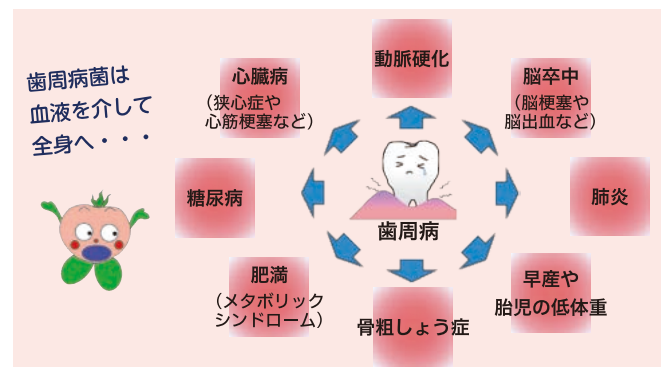 歯周病菌は
血液を介して
全身へ・・・
動脈硬化
心臓病
（狭心症や
心筋梗塞など）
脳卒中
（脳梗塞や
脳出血など）
糖尿病
肺炎
歯周病
肥満
（メタボリック
シンドローム）
早産や
胎児の低体重
骨粗しょう症